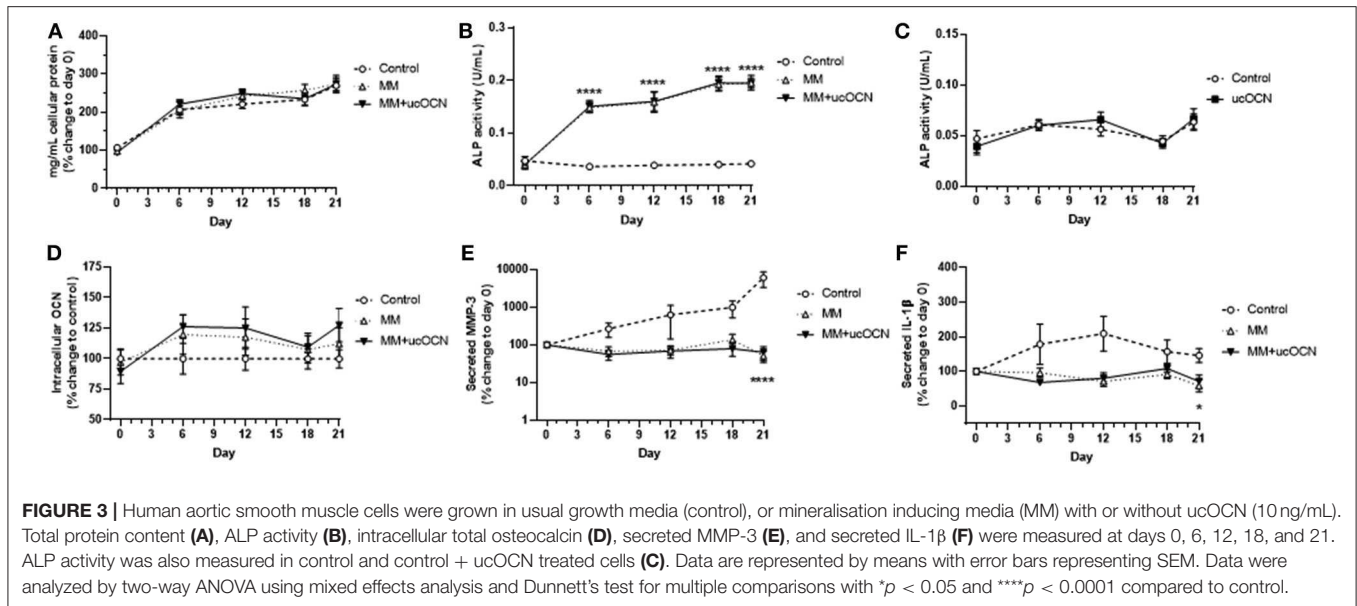 A
mg/mL cellular protein
(% change to day 0)
400
300
250
200
100
0
0 3 6 9 12 15 18 21
Day
Control
MM
MM+ucOCN
B
ALP acitivity (U/mL)
0.3
0.2
0.1
0.0
****
****
****
****
0 3 6 9 12 15 18 21
Day
Control
MM
MM+ucOCN
C
ALP acitivity (U/mL)
0.15
0.10
0.05
0.00
0 3 6 9 12 15 18 21
Day
Control
ucOCN
D
Intracellular OCN
(% change to control)
175
150
125
100
75
50
0 3 6 9 12 15 18 21
Day
Control
MM
MM+ucOCN
E
Secreted MMP-3
(% change to day 0)
10000
1000
100
10
1
****
0 3 6 9 12 15 18 21
Day
Control
MM
MM+ucOCN
F
Secreted IL-1β
(% change to day 0)
400
300
200
100
0
*
0 3 6 9 12 15 18 21
Day
Control
MM
MM+ucOCN
FIGURE 3 | Human aortic smooth muscle cells were grown in usual growth media (control), or mineralisation inducing media (MM) with or without ucOCN (10 ng/mL).
Total protein content (A), ALP activity (B), intracellular total osteocalcin (D), secreted MMP-3 (E), and secreted IL-1β (F) were measured at days 0, 6, 12, 18, and 21.
ALP activity was also measured in control and control + ucOCN treated cells (C). Data are represented by means with error bars representing SEM. Data were
analyzed by two-way ANOVA using mixed effects analysis and Dunnett's test for multiple comparisons with *p < 0.05 and ****p < 0.0001 compared to control.